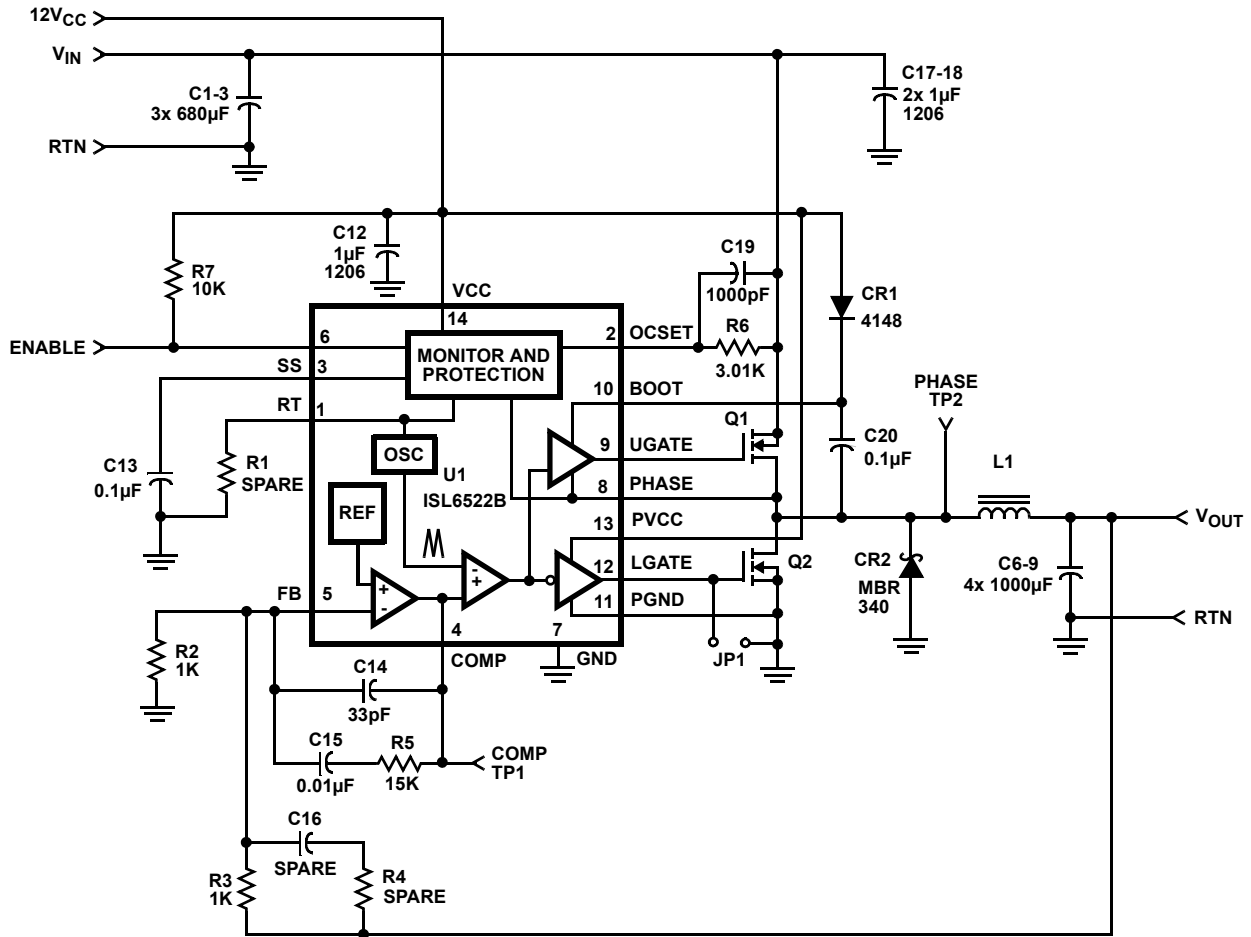 12VCC
VIN
C17-18
2x 1µF
1206
C1-3
3x 680µF
RTN
C12
1µF
1206
C19
1000pF
R7
10K
VCC
14
CR1
4148
2 OCSET
R6
3.01K
ENABLE
6
MONITOR AND
PROTECTION
SS
3
PHASE
TP2
10 BOOT
RT
1
Q1
C20
0.1µF
9 UGATE
L1
OSC
C13
0.1µF
R1
SPARE
U1
ISL6522B
8 PHASE
REF
13 PVCC
VOUT
12 LGATE
Q2
CR2
MBR
340
C6-9
4x 1000µF
- +
+ -
FB 5
11 PGND
RTN
4
COMP
7
GND
JP1
R2
1K
C14
33pF
C15
0.01µF
R5
15K
COMP
TP1
C16
SPARE
R3
1K
R4
SPARE